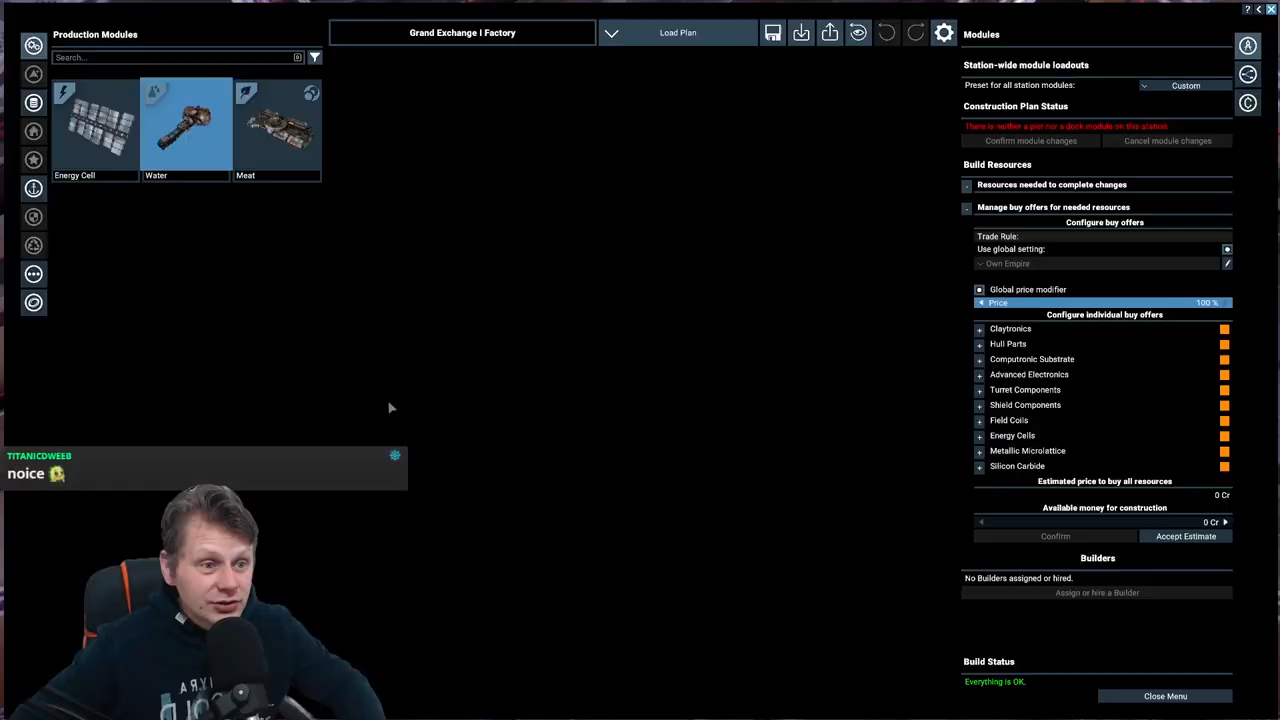 Production Modules
Search...
Energy Cell
Water
Meat
Grand Exchange I Factory
Load Plan
TITANICDWEEB
noice
Modules
Station-wide module loadouts
Preset for all station modules:
Custom
Construction Plan Status
There is neither a pier nor a dock module on this station
Confirm module changes
Cancel module changes
Build Resources
- Resources needed to complete changes
- Manage buy offers for needed resources
Configure buy offers
Trade Rule:
Use global setting:
Own Empire
Global price modifier
Price 100 %
Configure individual buy offers
+ Claytronics
+ Hull Parts
+ Computronic Substrate
+ Advanced Electronics
+ Turret Components
+ Shield Components
+ Field Coils
+ Energy Cells
+ Metallic Microlattice
+ Silicon Carbide
Estimated price to buy all resources
0 Cr
Available money for construction
0 Cr
Confirm
Accept Estimate
Builders
No Builders assigned or hired.
Assign or hire a Builder
Build Status
Everything is OK.
Close Menu